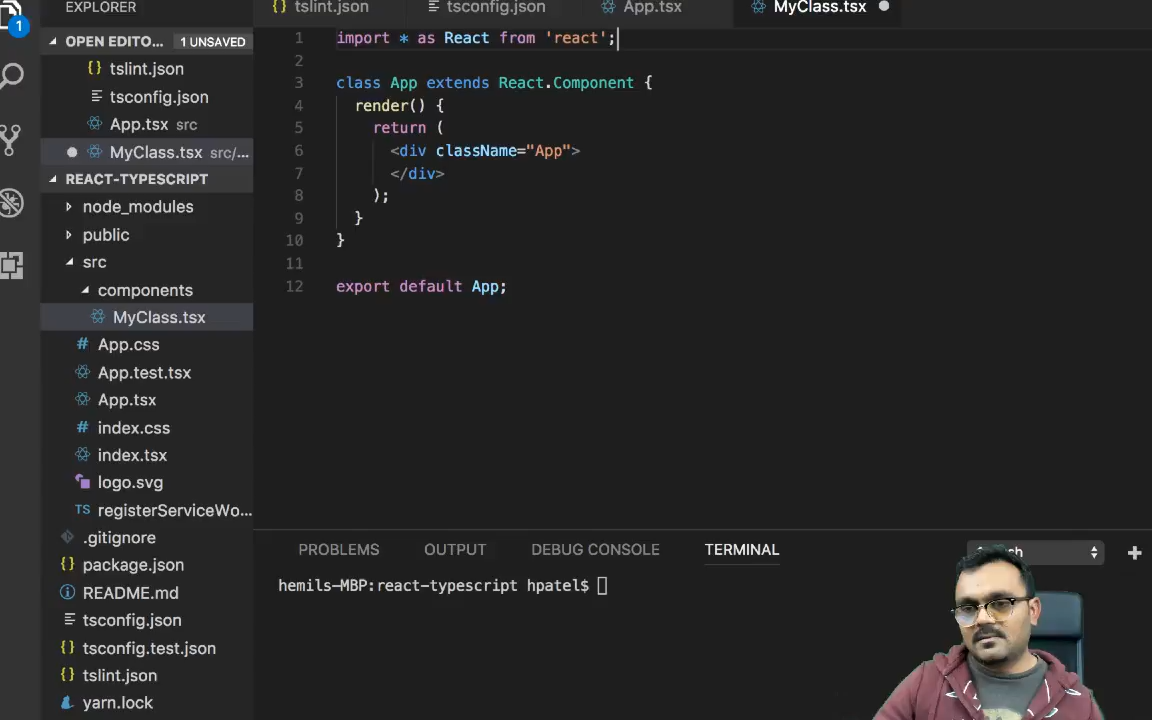 EXPLORER
tslint.json
tsconfig.json
App.tsx
MyClass.tsx
1
OPEN EDITO... 1 UNSAVED
{} tslint.json
tsconfig.json
App.tsx src
MyClass.tsx src/...
REACT-TYPESCRIPT
node_modules
public
src
components
MyClass.tsx
# App.css
App.test.tsx
App.tsx
# index.css
index.tsx
logo.svg
TS registerServiceWo...
.gitignore
{} package.json
README.md
tsconfig.json
{} tsconfig.test.json
{} tslint.json
yarn.lock
1 import * as React from 'react';
2
3 class App extends React.Component {
4 render() {
5 return (
6 <div className="App">
7 </div>
8 );
9 }
10 }
11
12 export default App;
PROBLEMS OUTPUT DEBUG CONSOLE TERMINAL
hemils-MBP:react-typescript hpatel$